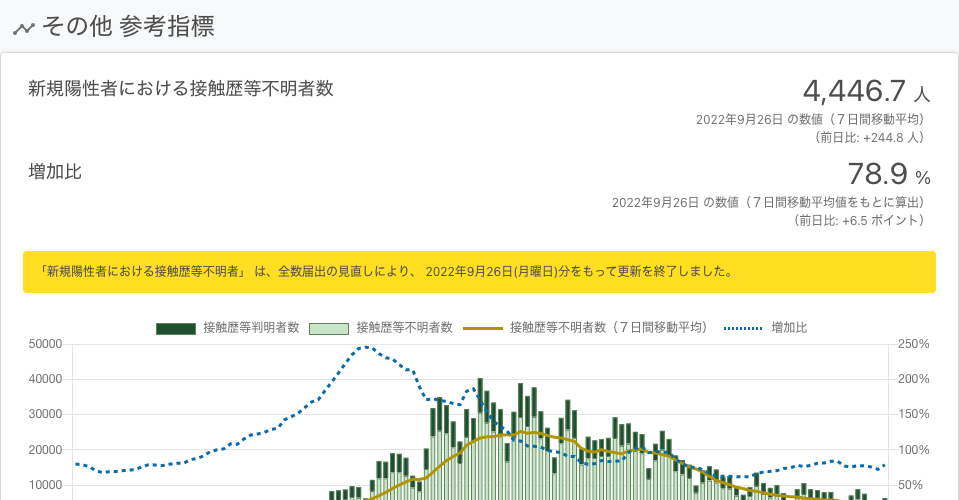 その他 参考指標
新規陽性者における接触歴等不明者数
4,446.7 人
2022年9月26日 の数値（７日間移動平均）
（前日比: +244.8 人）
増加比
78.9 %
2022年9月26日 の数値（７日間移動平均値をもとに算出）
（前日比: +6.5 ポイント）
「新規陽性者における接触歴等不明者」 は、全数届出の見直しにより、 2022年9月26日(月曜日)分をもって更新を終了しました。
接触歴等判明者数 接触歴等不明者数 接触歴等不明者数（７日間移動平均） 増加比
50000 250%
40000 200%
30000 150%
20000 100%
10000 50%